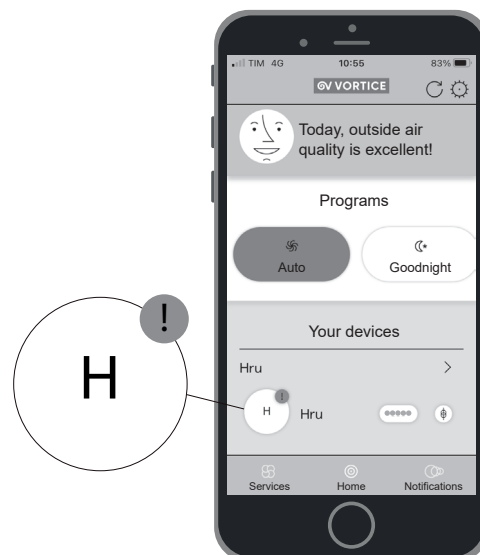 TIM 4G 10:55 83%
VORTICE
Today, outside air
quality is excellent!
Programs
Auto Goodnight
Your devices
Hru
H ! Hru
Services Home Notifications
H !